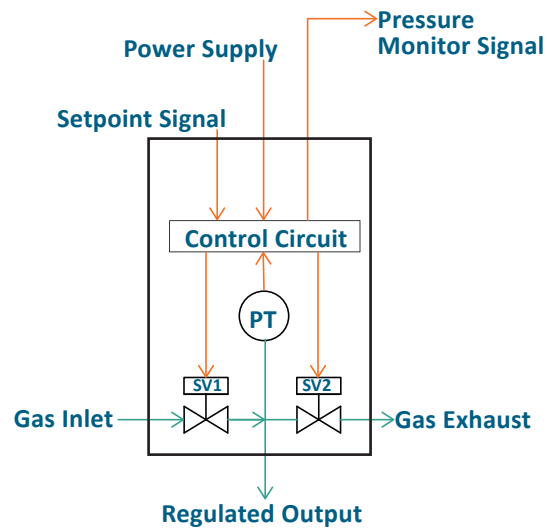 Pressure
Monitor Signal
Power Supply
Setpoint Signal
Control Circuit
PT
SV1
SV2
Gas Inlet
Gas Exhaust
Regulated Output